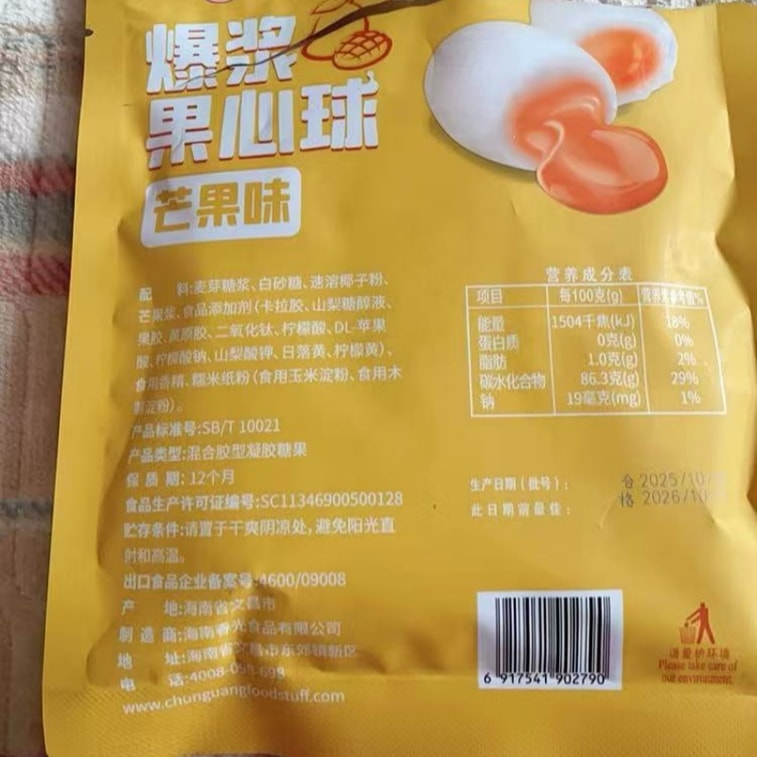 爆浆
果心球
芒果味
配 料:麦芽糖浆、白砂糖、速溶椰子粉、
芒果浆、食品添加剂(卡拉胶、山梨糖醇液、
果胶、黄原胶、二氧化钛、柠檬酸、DL-苹果
酸、柠檬酸钠、山梨酸钾、日落黄、柠檬黄)、
食用香精、糯米纸粉(食用玉米淀粉、食用木
薯淀粉)。
产品标准号:SB/T 10021
产品类型:混合胶型凝胶糖果
保 质 期: 12个月
食品生产许可证编号:SC11346900500128
贮存条件:请置于干爽阴凉处,避免阳光直
射和高温。
出口食品企业备案号:4600/09008
产 地:海南省文昌市
制 造 商:海南春光食品有限公司
地 址:海南省文昌市东郊镇新区
电 话:4008-098-698
www.chunguangfoodstuff.com
营养成分表
项目 每100克(g) 营养素参考值%
能量 1504千焦(kJ) 18%
蛋白质 0克(g) 0%
脂肪 1.0克(g) 2%
碳水化合物 86.3克(g) 29%
钠 19毫克(mg) 1%
生产日期(批号):
此日期前最佳:
合 2025/10
格 2026/10
6 917541 902790
请爱护环境
Please take care of
our environment